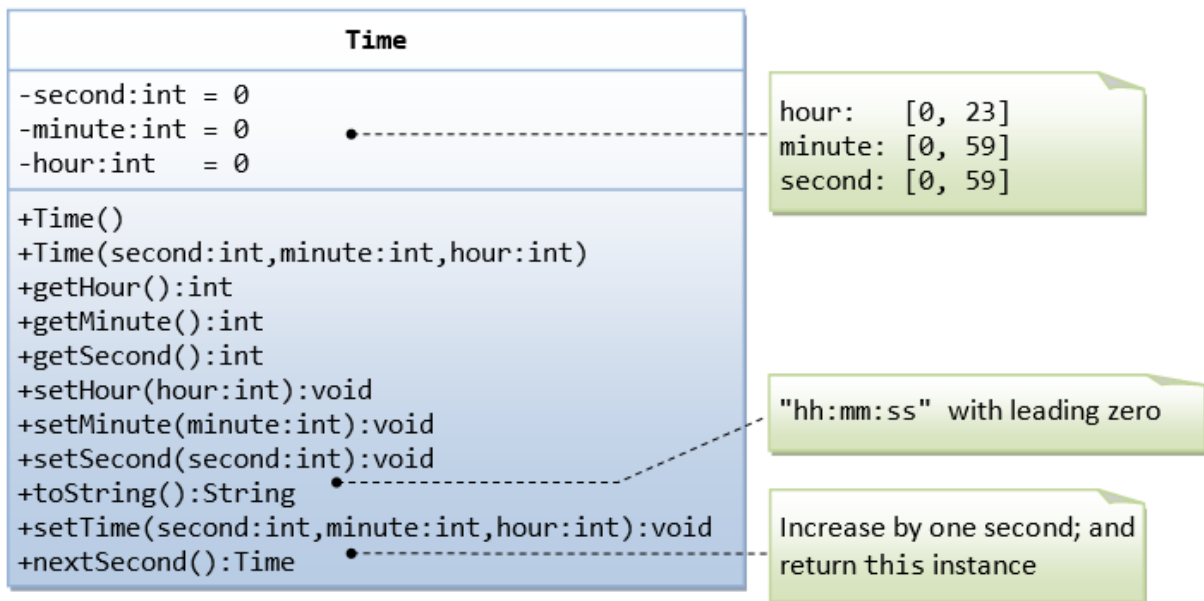 Time
-second:int = 0
-minute:int = 0
-hour:int   = 0
+Time()
+Time(second:int,minute:int,hour:int)
+getHour():int
+getMinute():int
+getSecond():int
+setHour(hour:int):void
+setMinute(minute:int):void
+setSecond(second:int):void
+toString():String
+setTime(second:int,minute:int,hour:int):void
+nextSecond():Time
hour:   [0, 23]
minute: [0, 59]
second: [0, 59]
"hh:mm:ss" with leading zero
Increase by one second; and
return this instance